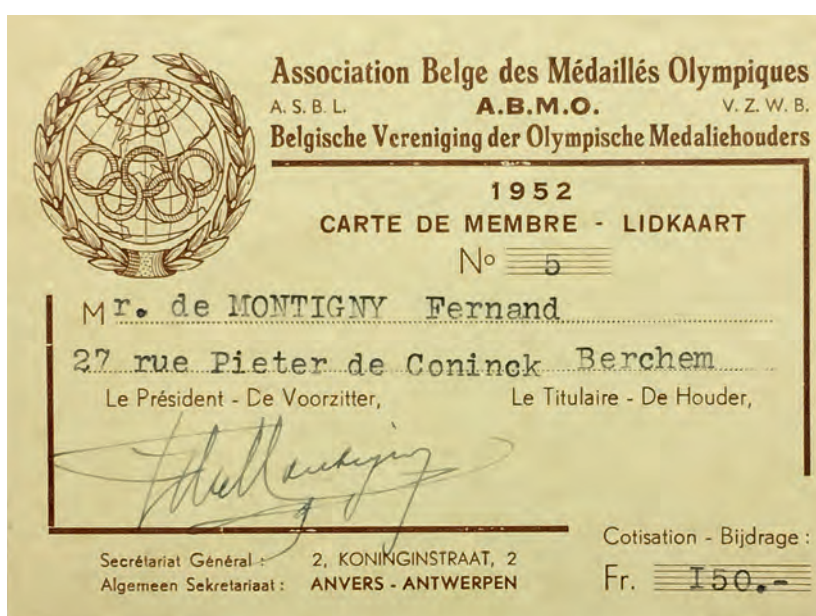 Association Belge des Médaillés Olympiques
A. S. B. L. A.B.M.O. V. Z. W. B.
Belgische Vereniging der Olympische Medaliehouders
1952
CARTE DE MEMBRE - LIDKAART
Nº 5
Mr. de MONTIGNY Fernand
27 rue Pieter de Coninck Berchem
Le Président - De Voorzitter, Le Titulaire - De Houder,
Cotisation - Bijdrage :
Secrétariat Général : 2, KONINGINSTRAAT, 2
Algemeen Sekretariaat : ANVERS - ANTWERPEN
Fr. I50.-